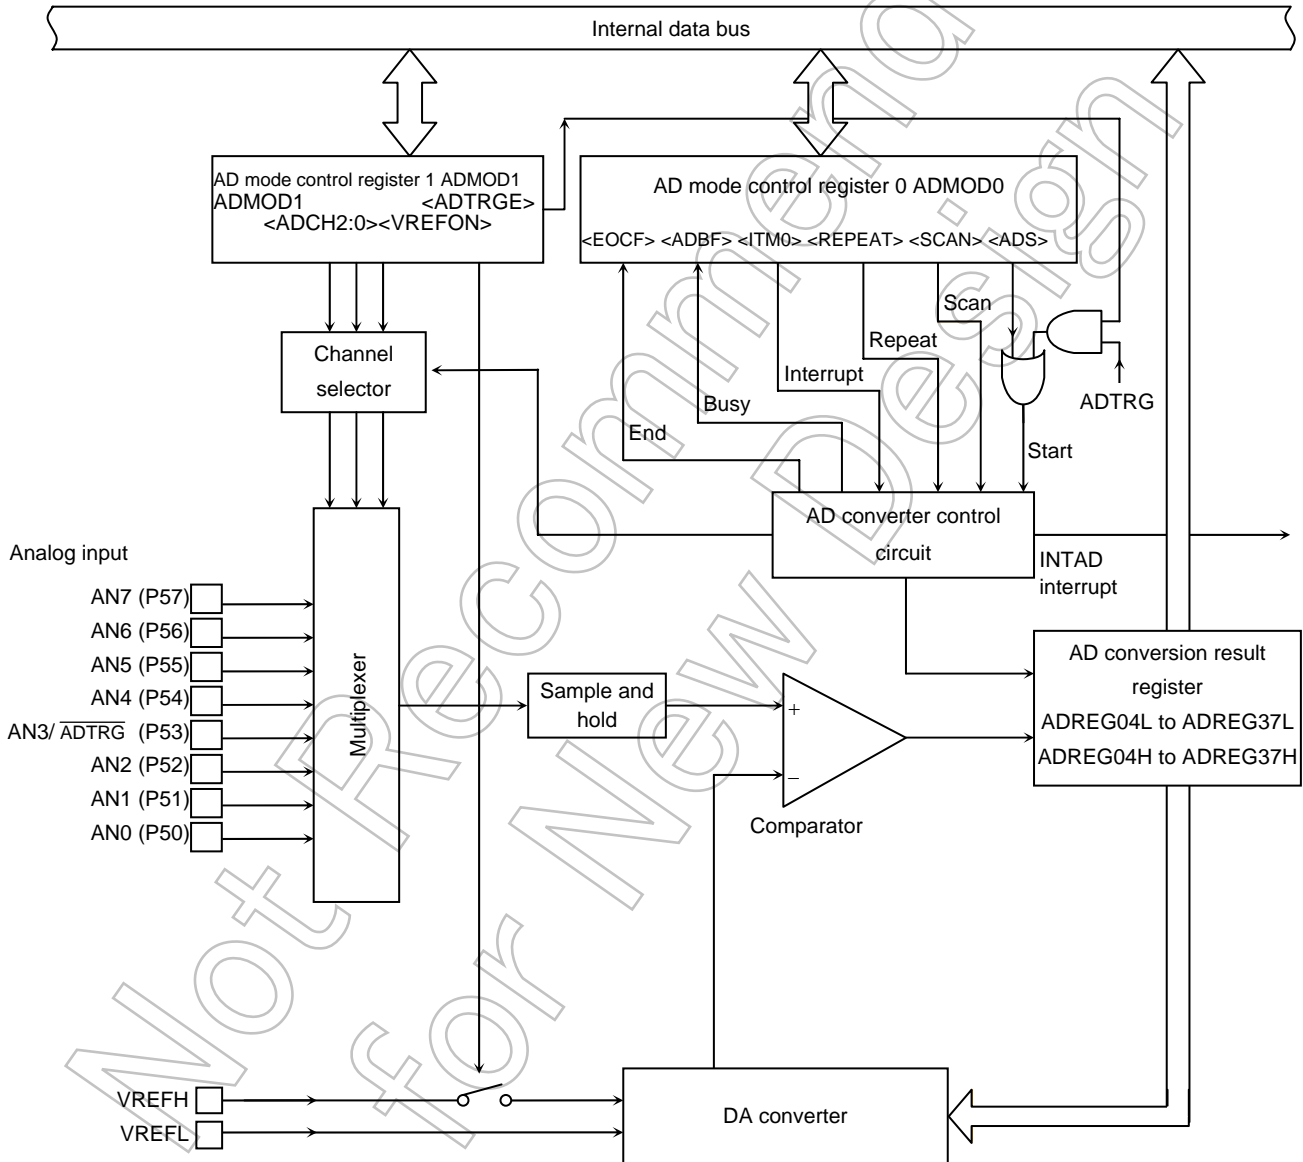 Internal data bus
AD mode control register 1 ADMOD1
ADMOD1 <ADTRGE>
<ADCH2:0><VREFON>
AD mode control register 0 ADMOD0
<EOCF> <ADBF> <ITM0> <REPEAT> <SCAN> <ADS>
Scan
Repeat
Interrupt
Busy
End
ADTRG
Start
Channel
selector
AD converter control
circuit
INTAD
interrupt
Analog input
AN7 (P57)
AN6 (P56)
AN5 (P55)
AN4 (P54)
AN3/ ADTRG (P53)
AN2 (P52)
AN1 (P51)
AN0 (P50)
Multiplexer
Sample and
hold
+
−
Comparator
AD conversion result
register
ADREG04L to ADREG37L
ADREG04H to ADREG37H
VREFH
VREFL
DA converter
Not Recommend
for New Design